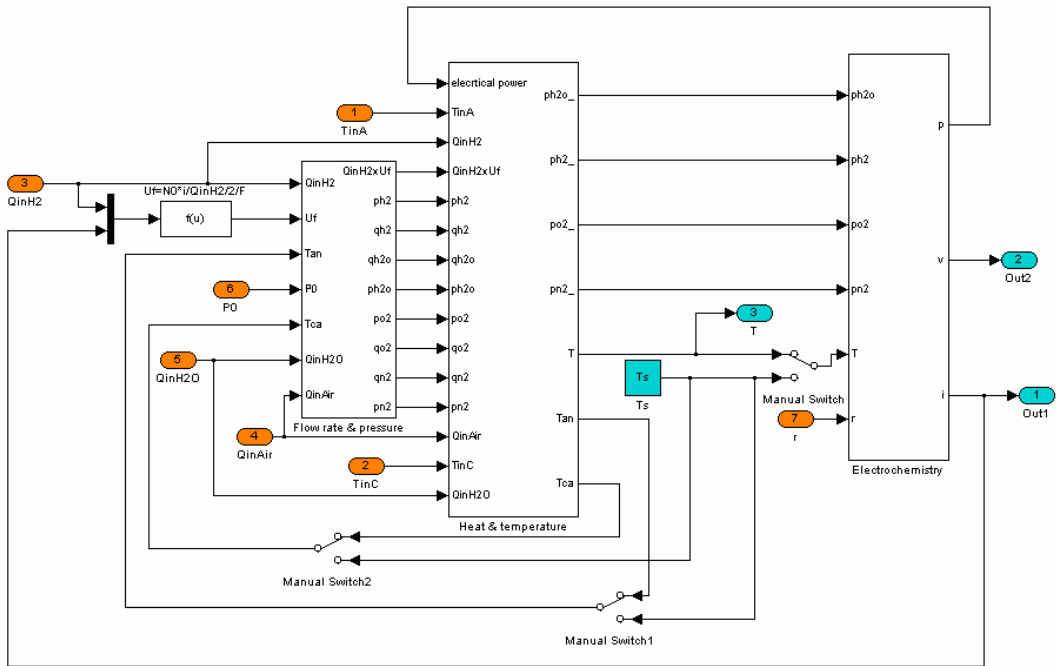 elecrtical power
TinA
QinH2
QinH2xUf
ph2
qh2
qh2o
ph2o
po2
qo2
qn2
pn2
QinAir
TinC
QinH2O
ph2o_
ph2_
po2_
pn2_
T
Tan
Tca
Heat & temperature
1
TinA
3
QinH2
Uf=N0*i/QinH2/2/F
f(u)
QinH2
Uf
Tan
P0
Tca
QinH2O
QinAir
QinH2xUf
ph2
qh2
qh2o
ph2o
po2
qo2
qn2
pn2
Flow rate & pressure
6
P0
5
QinH2O
4
QinAir
2
TinC
Ts
Ts
3
T
Manual Switch
7
r
ph2o
ph2
po2
pn2
T
r
p
v
i
Electrochemistry
2
Out2
1
Out1
Manual Switch2
Manual Switch1